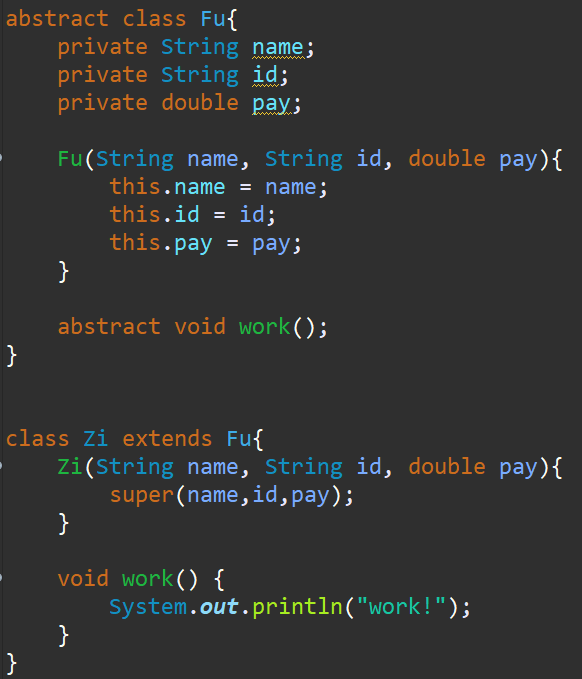 abstract class Fu{
    private String name;
    private String id;
    private double pay;
    Fu(String name, String id, double pay){
        this.name = name;
        this.id = id;
        this.pay = pay;
    }
    abstract void work();
}
class Zi extends Fu{
    Zi(String name, String id, double pay){
        super(name,id,pay);
    }
    void work() {
        System.out.println("work!");
    }
}